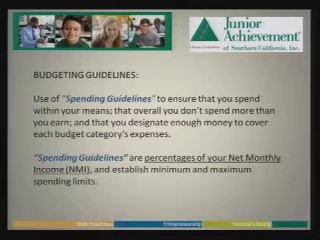 Junior
Achievement®
of Southern California, Inc.
BUDGETING GUIDELINES:
Use of "Spending Guidelines" to ensure that you spend
within your means; that overall you don't spend more than
you earn; and that you designate enough money to cover
each budget category's expenses.
"Spending Guidelines" are percentages of your Net Monthly
Income (NMI), and establish minimum and maximum
spending limits.
Work Readiness Entrepreneurship Financial Literacy